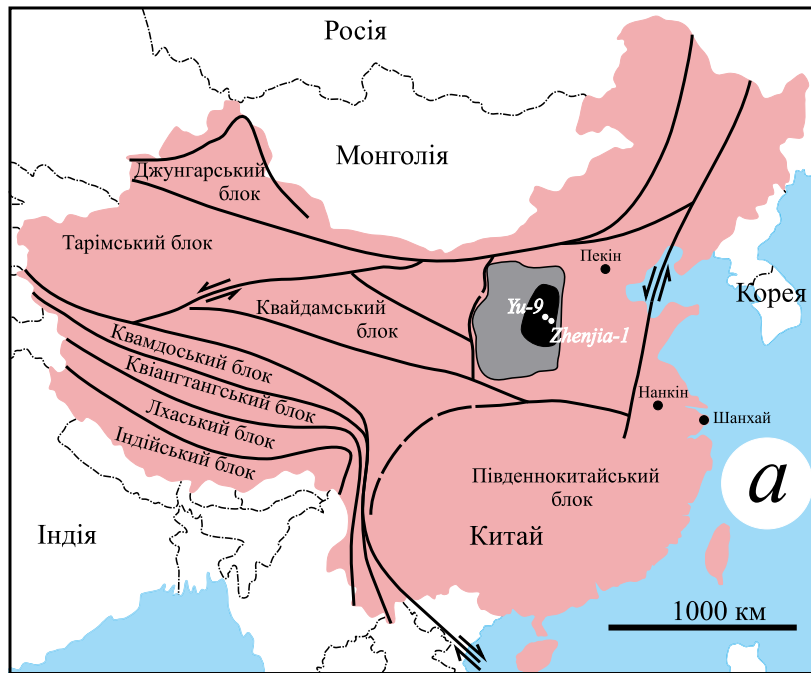 Росія
Монголія
Джунгарський
блок
Тарімський блок
Пекін
Корея
Квайдамський
блок
Yu-9
Zhenjia-1
Квамдоський блок
Квіангтангський блок
Лхаський блок
Індійський блок
Нанкін
Шанхай
Південнокитайський
блок
a
Індія
Китай
1000 км